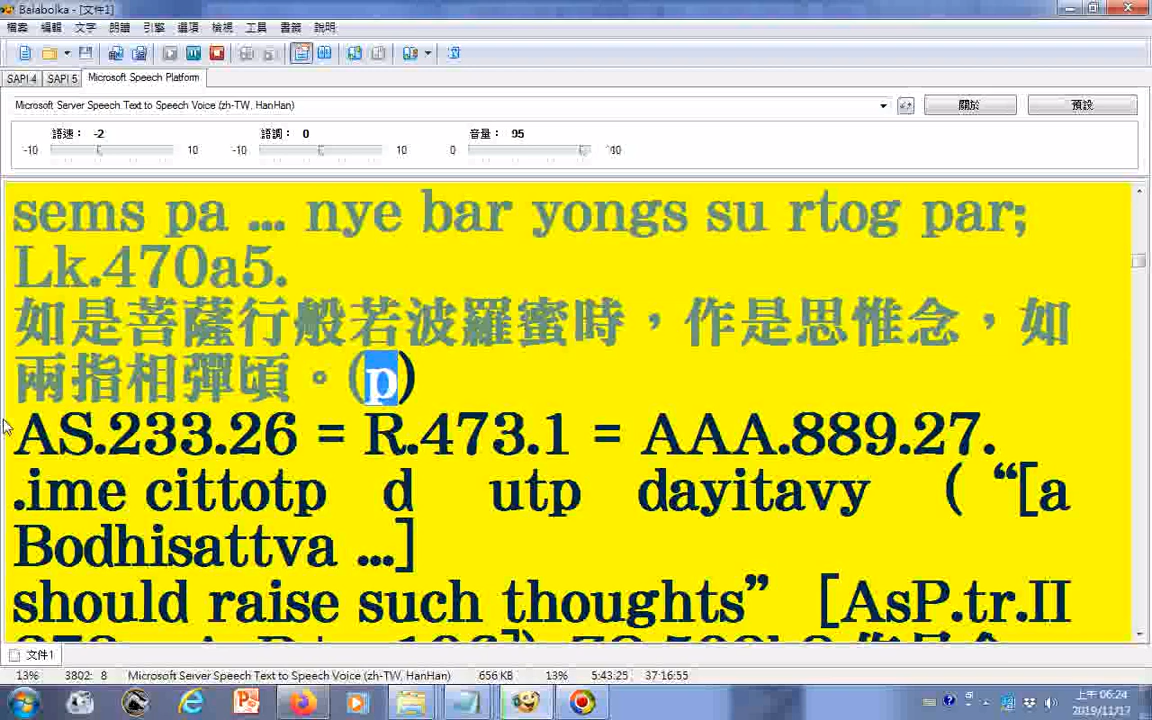 Balabolka - [文件1]
檔案 編輯 文字 朗讀 引擎 選項 檢視 工具 書籤 說明
SAPI 4 SAPI 5 Microsoft Speech Platform
Microsoft Server Speech Text to Speech Voice (zh-TW, HanHan) 關於 預設
語速： -2 語調： 0 音量： 95
-10 10 -10 10 0
sems pa ... nye bar yongs su rtog par;
Lk.470a5.
如是菩薩行般若波羅蜜時，作是思惟念，如
兩指相彈頃。(p)
AS.233.26 = R.473.1 = AAA.889.27.
.ime cittotp d utp dayitavy ( “[a
Bodhisattva ...]
should raise such thoughts” [AsP.tr.II
文件1
13% 3802: 8 Microsoft Server Speech Text to Speech Voice (zh-TW, HanHan) 656 KB 13% 5:43:25 37:16:55
上午 06:24
2019/11/17